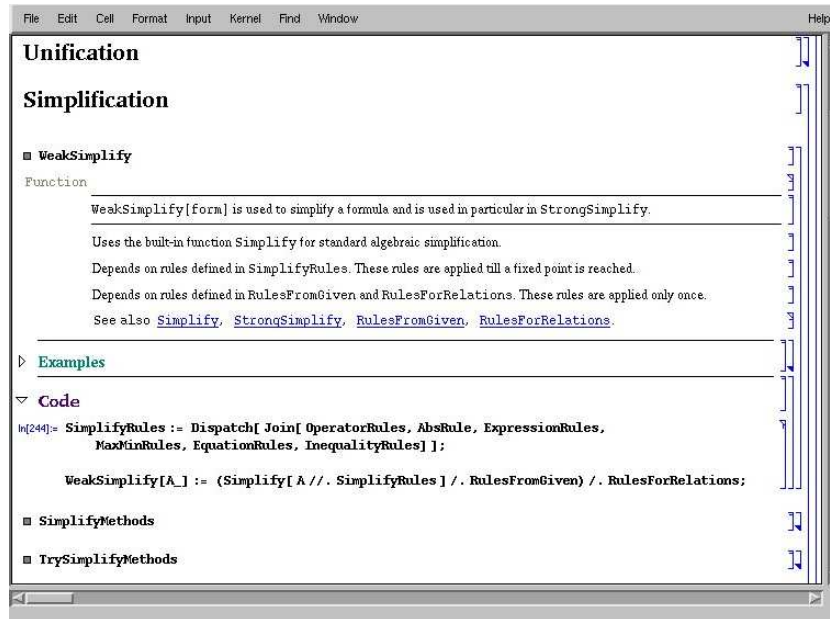 File Edit Cell Format Input Kernel Find Window Help
Unification
Simplification
WeakSimplify
Function
WeakSimplify[form] is used to simplify a formula and is used in particular in StrongSimplify.
Uses the built-in function Simplify for standard algebraic simplification.
Depends on rules defined in SimplifyRules. These rules are applied till a fixed point is reached.
Depends on rules defined in RulesFromGiven and RulesForRelations. These rules are applied only once.
See also Simplify, StrongSimplify, RulesFromGiven, RulesForRelations.
Examples
Code
In[244]:= SimplifyRules := Dispatch[ Join[ OperatorRules, AbsRule, ExpressionRules,
MaxMinRules, EquationRules, InequalityRules] ];
WeakSimplify[A_] := (Simplify[ A //. SimplifyRules ] /. RulesFromGiven) /. RulesForRelations;
SimplifyMethods
TrySimplifyMethods